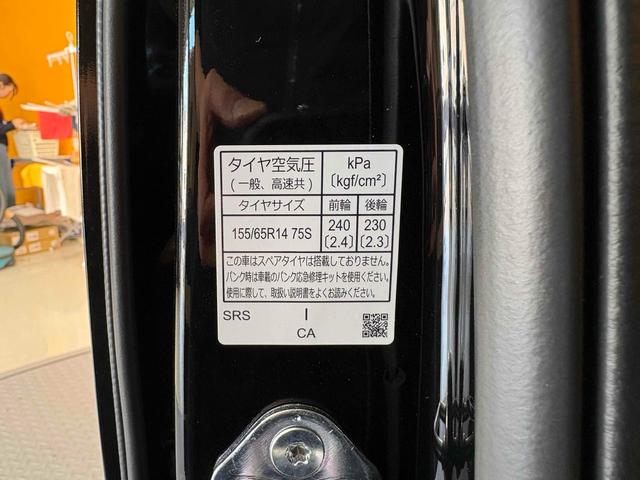 タイヤ空気圧 kPa
(一般、高速共) 〔kgf/cm²〕
タイヤサイズ 前輪 後輪
155/65R14 75S 240 230
〔2.4〕 〔2.3〕
この車はスペアタイヤは搭載しておりません。
パンク時は車載のパンク応急修理キットを使用ください。
使用に際して、取扱い説明書をよくお読みください。
SRS I
CA